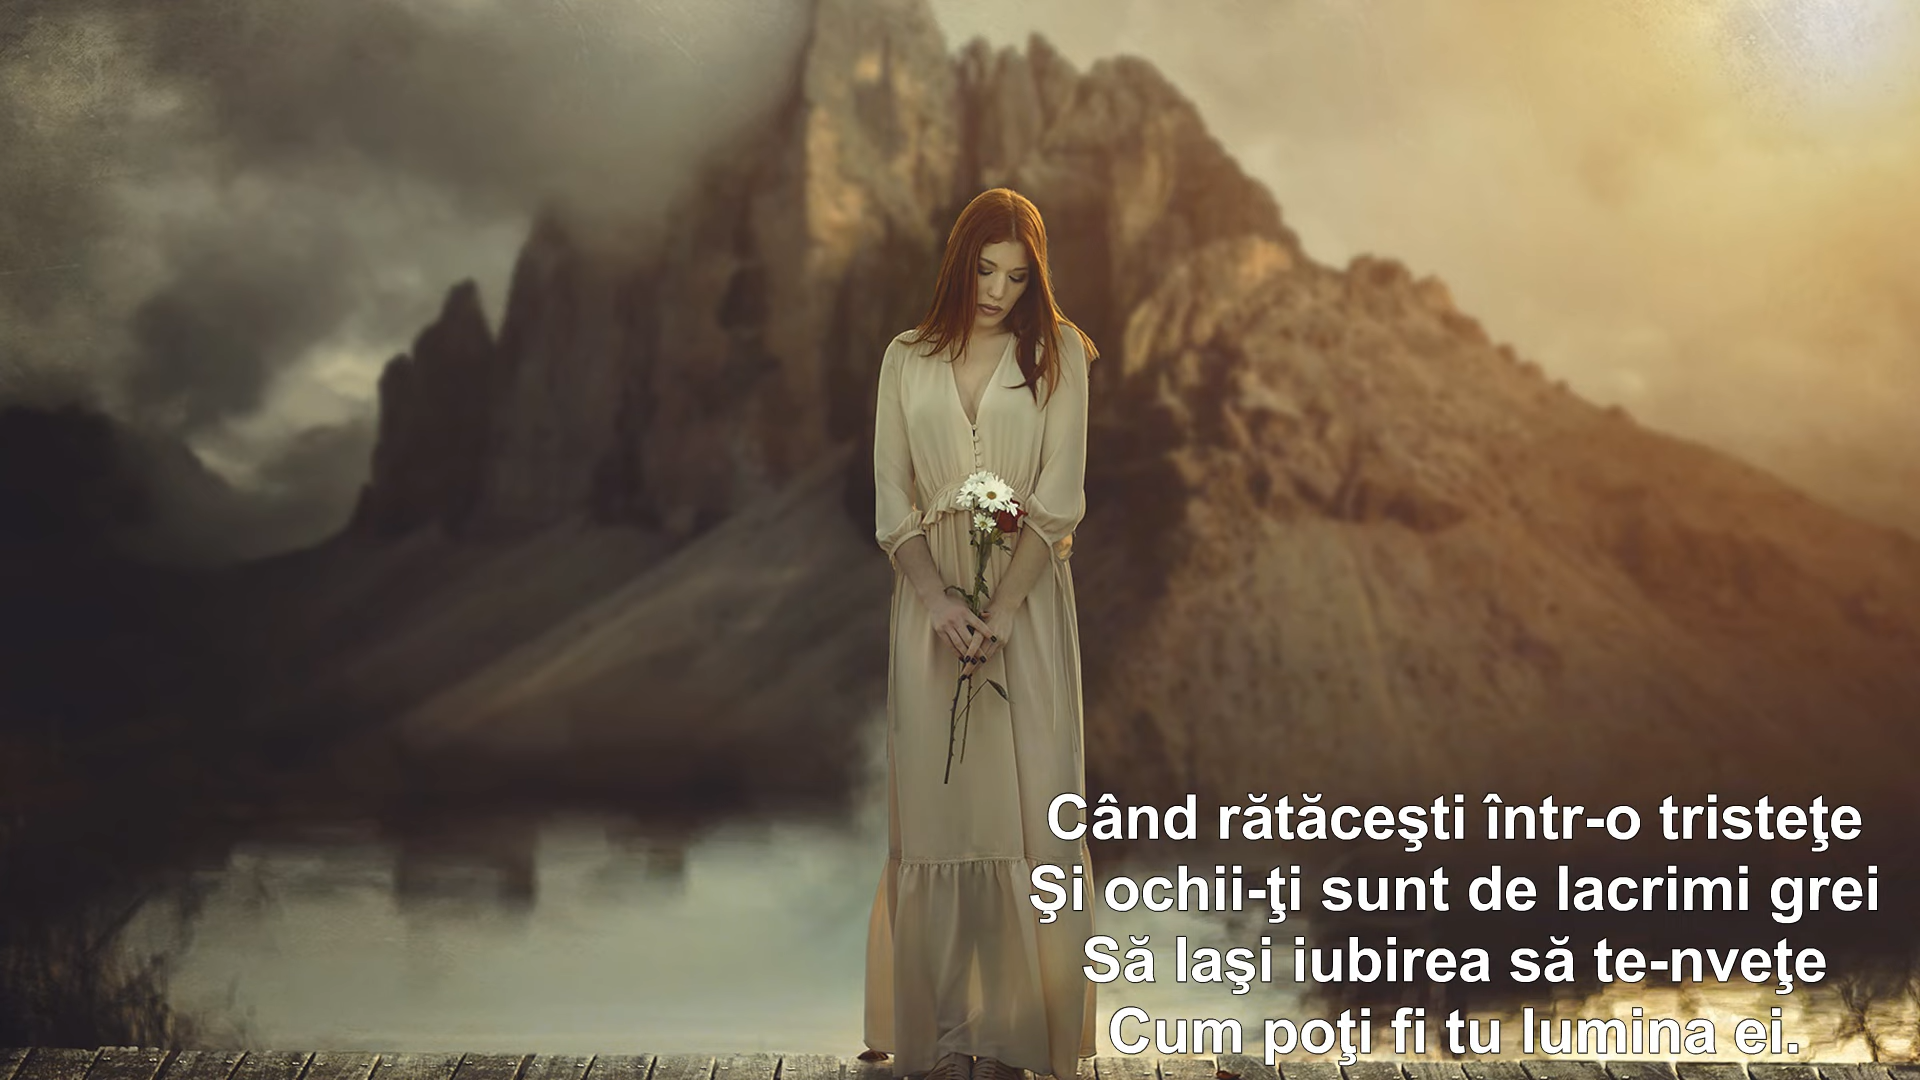 Când rătăceşti într-o tristeţe
Şi ochii-ţi sunt de lacrimi grei
Să laşi iubirea să te-nveţe
Cum poţi fi tu lumina ei.